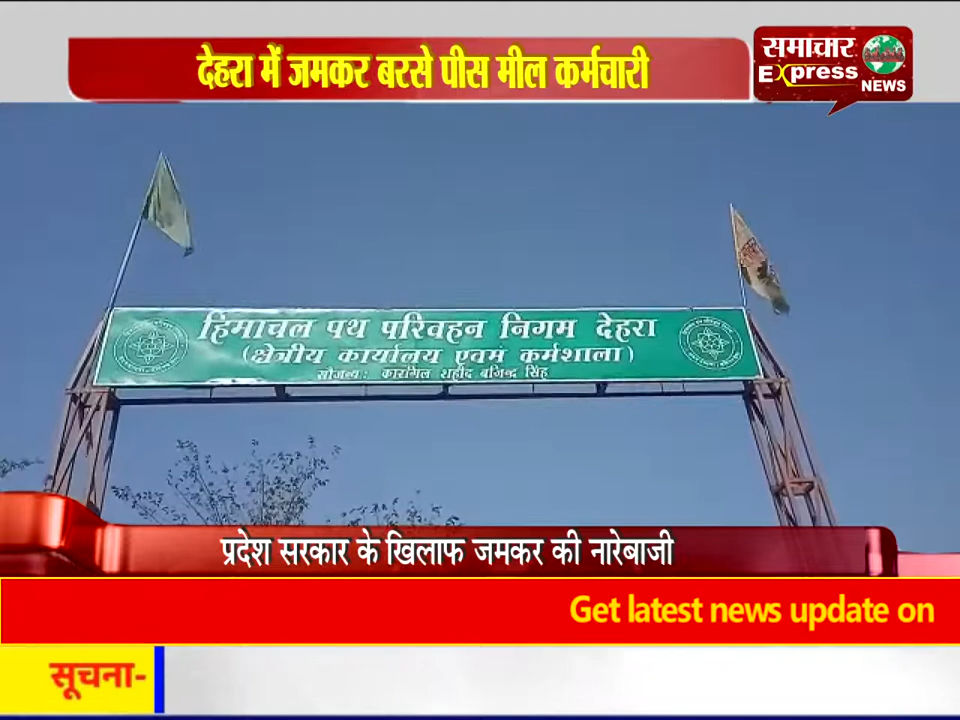 देहरा में जमकर बरसे पीस मील कर्मचारी
समाचार
Express
NEWS
हिमाचल पथ परिवहन निगम देहरा
(क्षेत्रीय कार्यालय एवमं कर्मशाला)
सौजन्य: कारगिल शहीद ब्रजिन्द्र सिंह
प्रदेश सरकार के खिलाफ जमकर की नारेबाजी
Get latest news update on
सूचना-